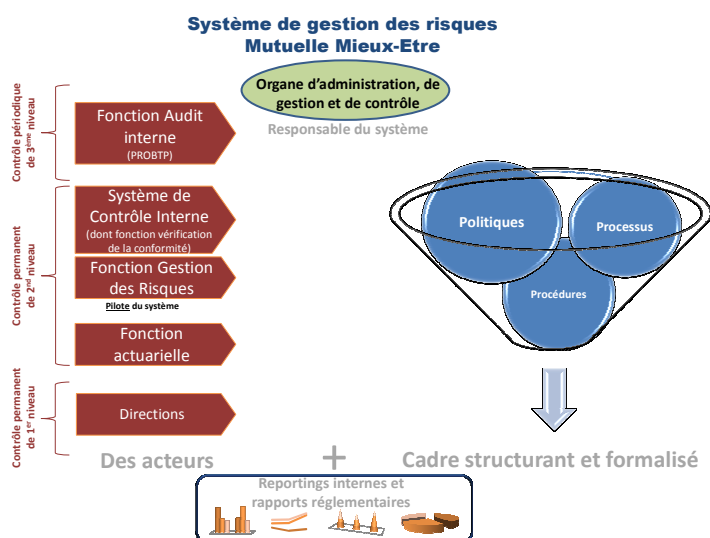 Système de gestion des risques
Mutuelle Mieux-Etre
Organe d'administration, de
gestion et de contrôle
Responsable du système
Contrôle périodique
de 3ème niveau
Fonction Audit
interne
(PROBTP)
Contrôle permanent
de 2nd niveau
Système de
Contrôle Interne
(dont fonction vérification
de la conformité)
Fonction Gestion
des Risques
Pilote du système
Fonction
actuarielle
Contrôle permanent
de 1er niveau
Directions
Politiques
Processus
Procédures
Des acteurs
+
Cadre structurant et formalisé
Reportings internes et
rapports réglementaires